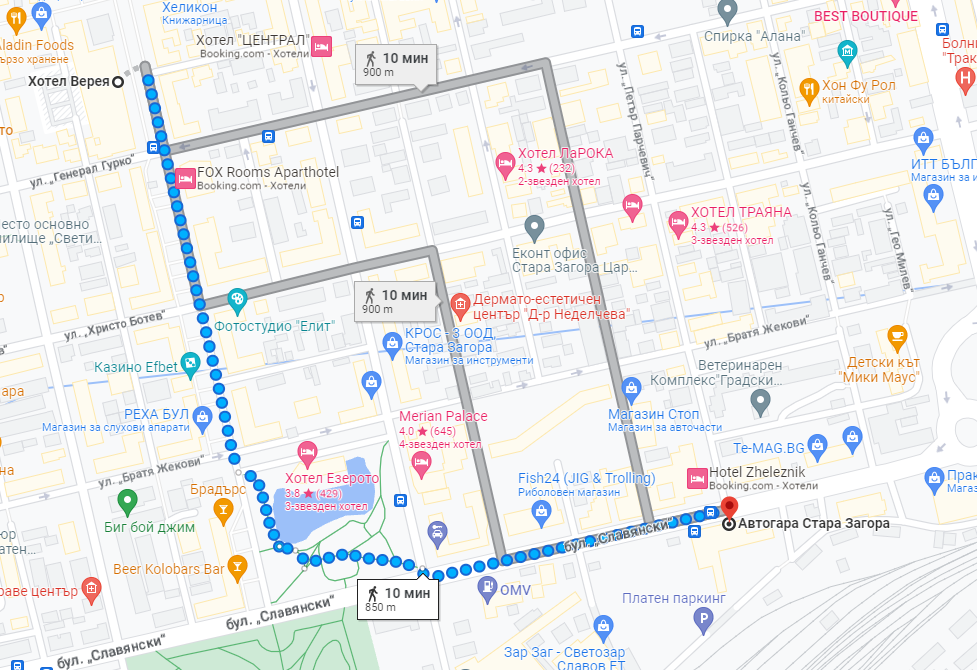 Хеликон
Книжарница
Aladin Foods
Бързо хранене
Хотел "ЦЕНТРАЛ"
Booking.com - Хотели
Хотел Верея
10 мин
900 m
Спирка "Алана"
BEST BOUTIQUE
Хон Фу Рол
китайски
ул. „Петър Парчевич“
ул. „Кольо Ганчев“
ул. „Генерал Гурко“
FOX Rooms Aparthotel
Booking.com - Хотели
Хотел ЛаРОКА
4.3 ★ (232)
2-звезден хотел
ХОТЕЛ ТРАЯНА
4.3 ★ (526)
3-звезден хотел
ул. „Кольо Ганчев“
ул. „Гео Милев“
Еконт офис
Стара Загора Цар...
10 мин
900 m
Дермато-естетичен
център "Д-р Неделчева"
ул. „Христо Ботев“
Фотостудио "Елит"
КРОС - 3 ООД,
Стара Загора
Магазин за инструменти
ул. „Братя Жекови“
Казино Efbet
Ветеринарен
Комплекс"Градски...
Детски кът
"Мики Маус"
РЕХА БУЛ
Магазин за слухови апарати
Merian Palace
4.0 ★ (645)
4-звезден хотел
Магазин Стоп
Магазин за авточасти
Te-MAG.BG
ул. „Братя Жекови“
Хотел Езерото
3.8 ★ (429)
3-звезден хотел
Fish24 (JIG & Trolling)
Риболовен магазин
Hotel Zheleznik
Booking.com - Хотели
Брадърс
Биг бой джим
бул. „Славянски“
Автогара Стара Загора
Beer Kolobars Bar
10 мин
850 m
OMV
Платен паркинг
бул. „Славянски“
бул. „Славянски“
Зар Заг - Светозар
Славов ЕТ